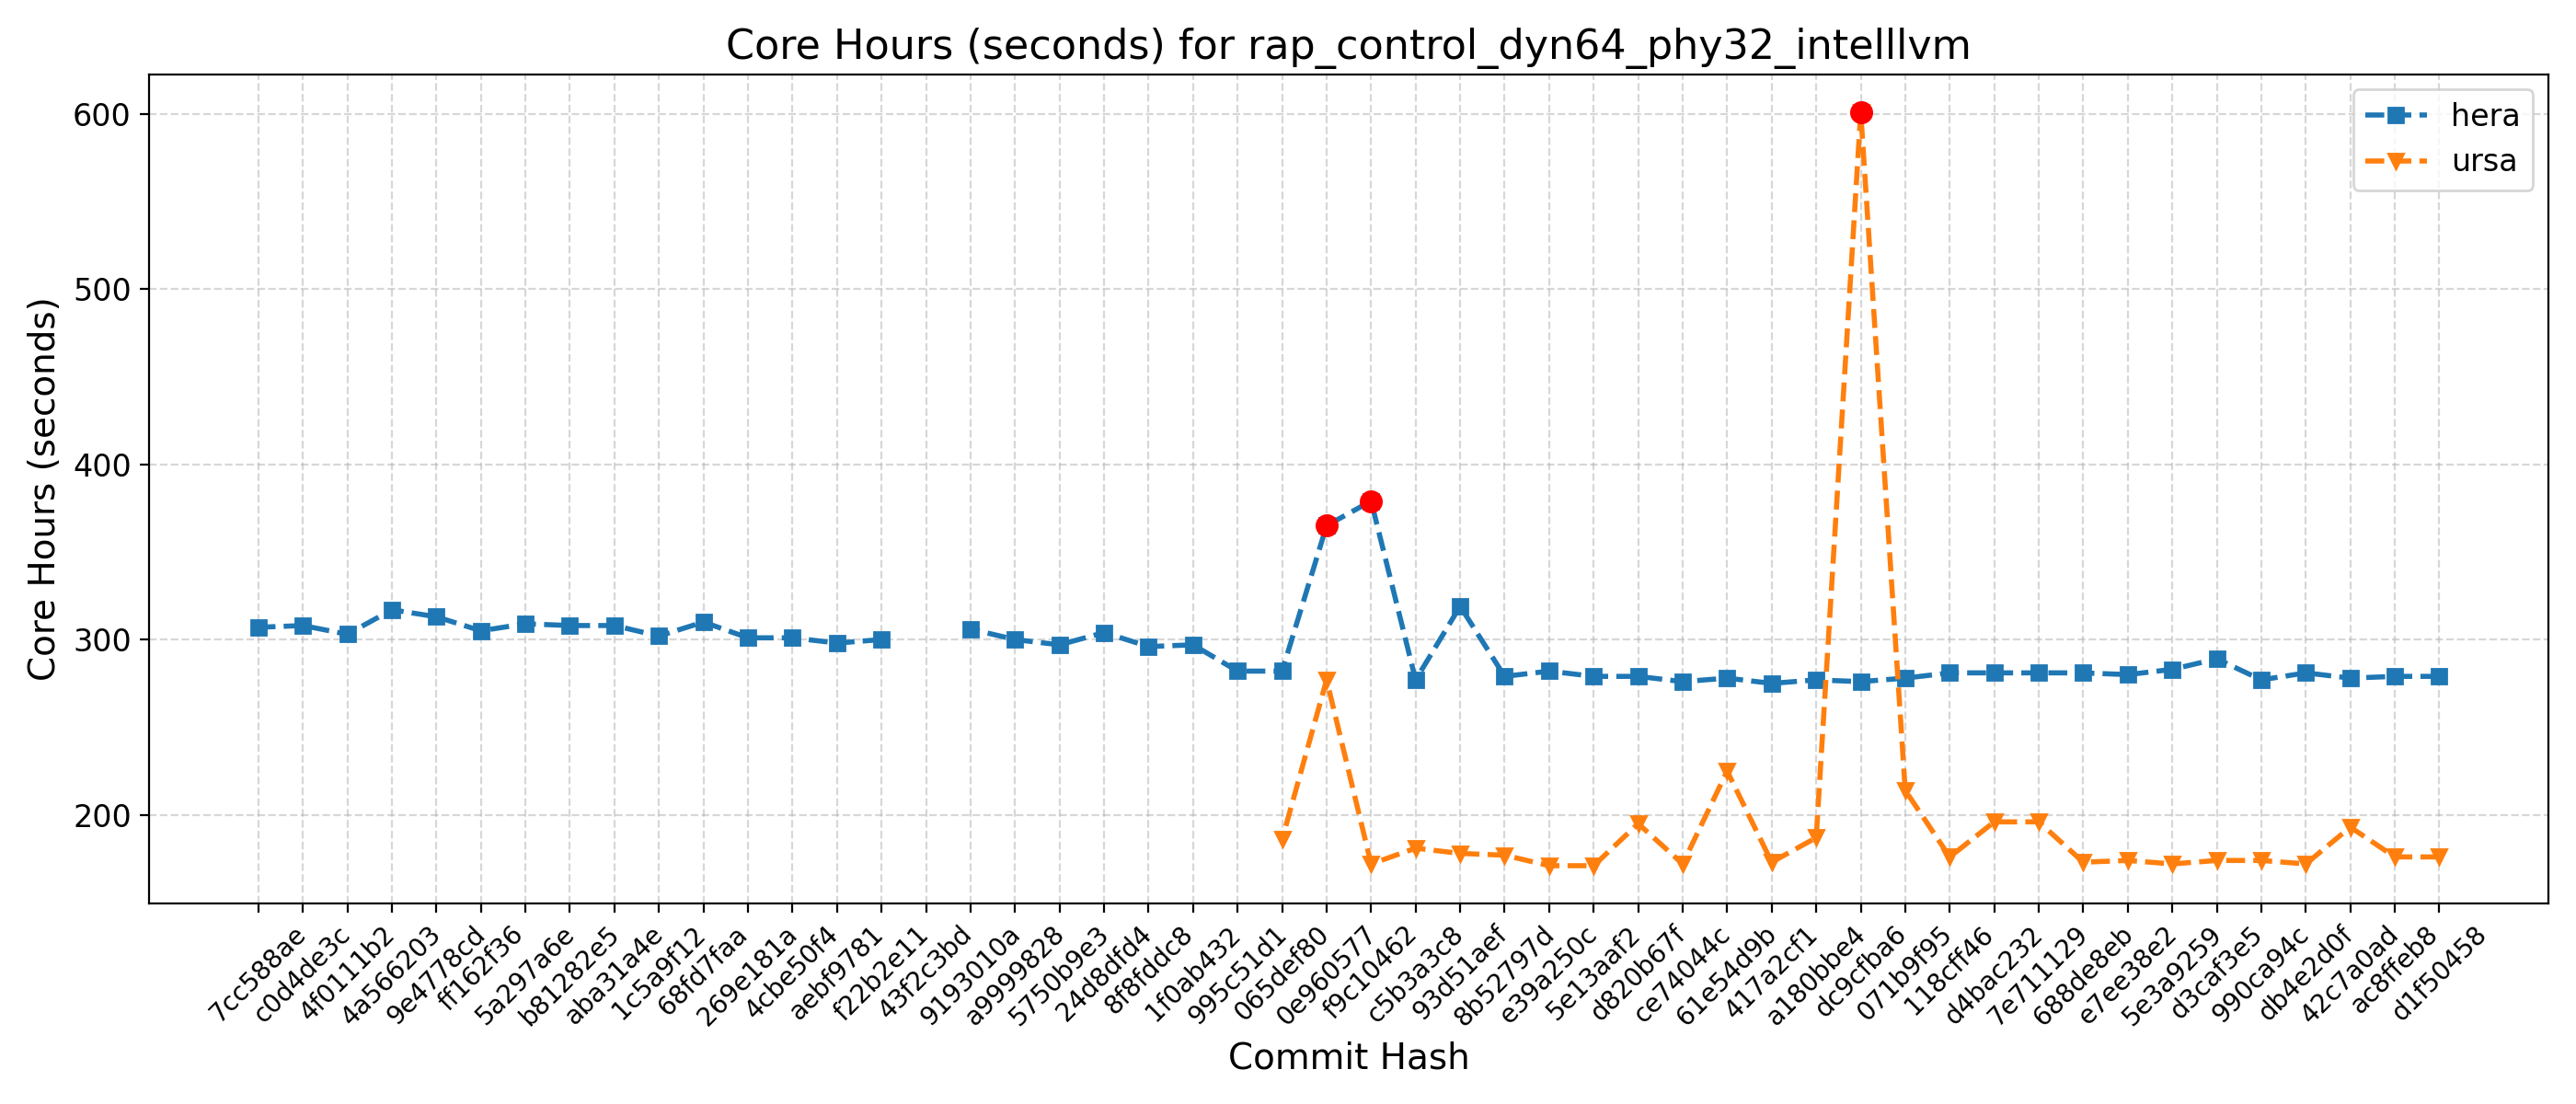 Core Hours (seconds) for rap_control_dyn64_phy32_intelllvm
hera
ursa
Core Hours (seconds)
600
500
400
300
200
7cc588ae
c0d4de3c
4f0111b2
4a566203
9e4778cd
ff162f36
5a297a6e
b81282e5
aba31a4e
1c5a9f12
68fd7faa
269e181a
4cbe50f4
aebf9781
f22b2e11
43f2c3bd
9193010a
a9999828
5750b9e3
24d8dfd4
8f8fddc8
1f0ab432
995c51d1
065def80
0e960577
f9c10462
c5b3a3c8
93d51aef
8b52797d
e39a250c
5e13aaf2
d820b67f
ce74044c
61e54d9b
417a2cf1
a180bbe4
dc9cfba6
071b9f95
118cff46
d4bac232
7e711129
688de8eb
e7ee38e2
5e3a9259
d3caf3e5
990ca94c
db4e2d0f
42c7a0ad
ac8ffeb8
d1f50458
Commit Hash